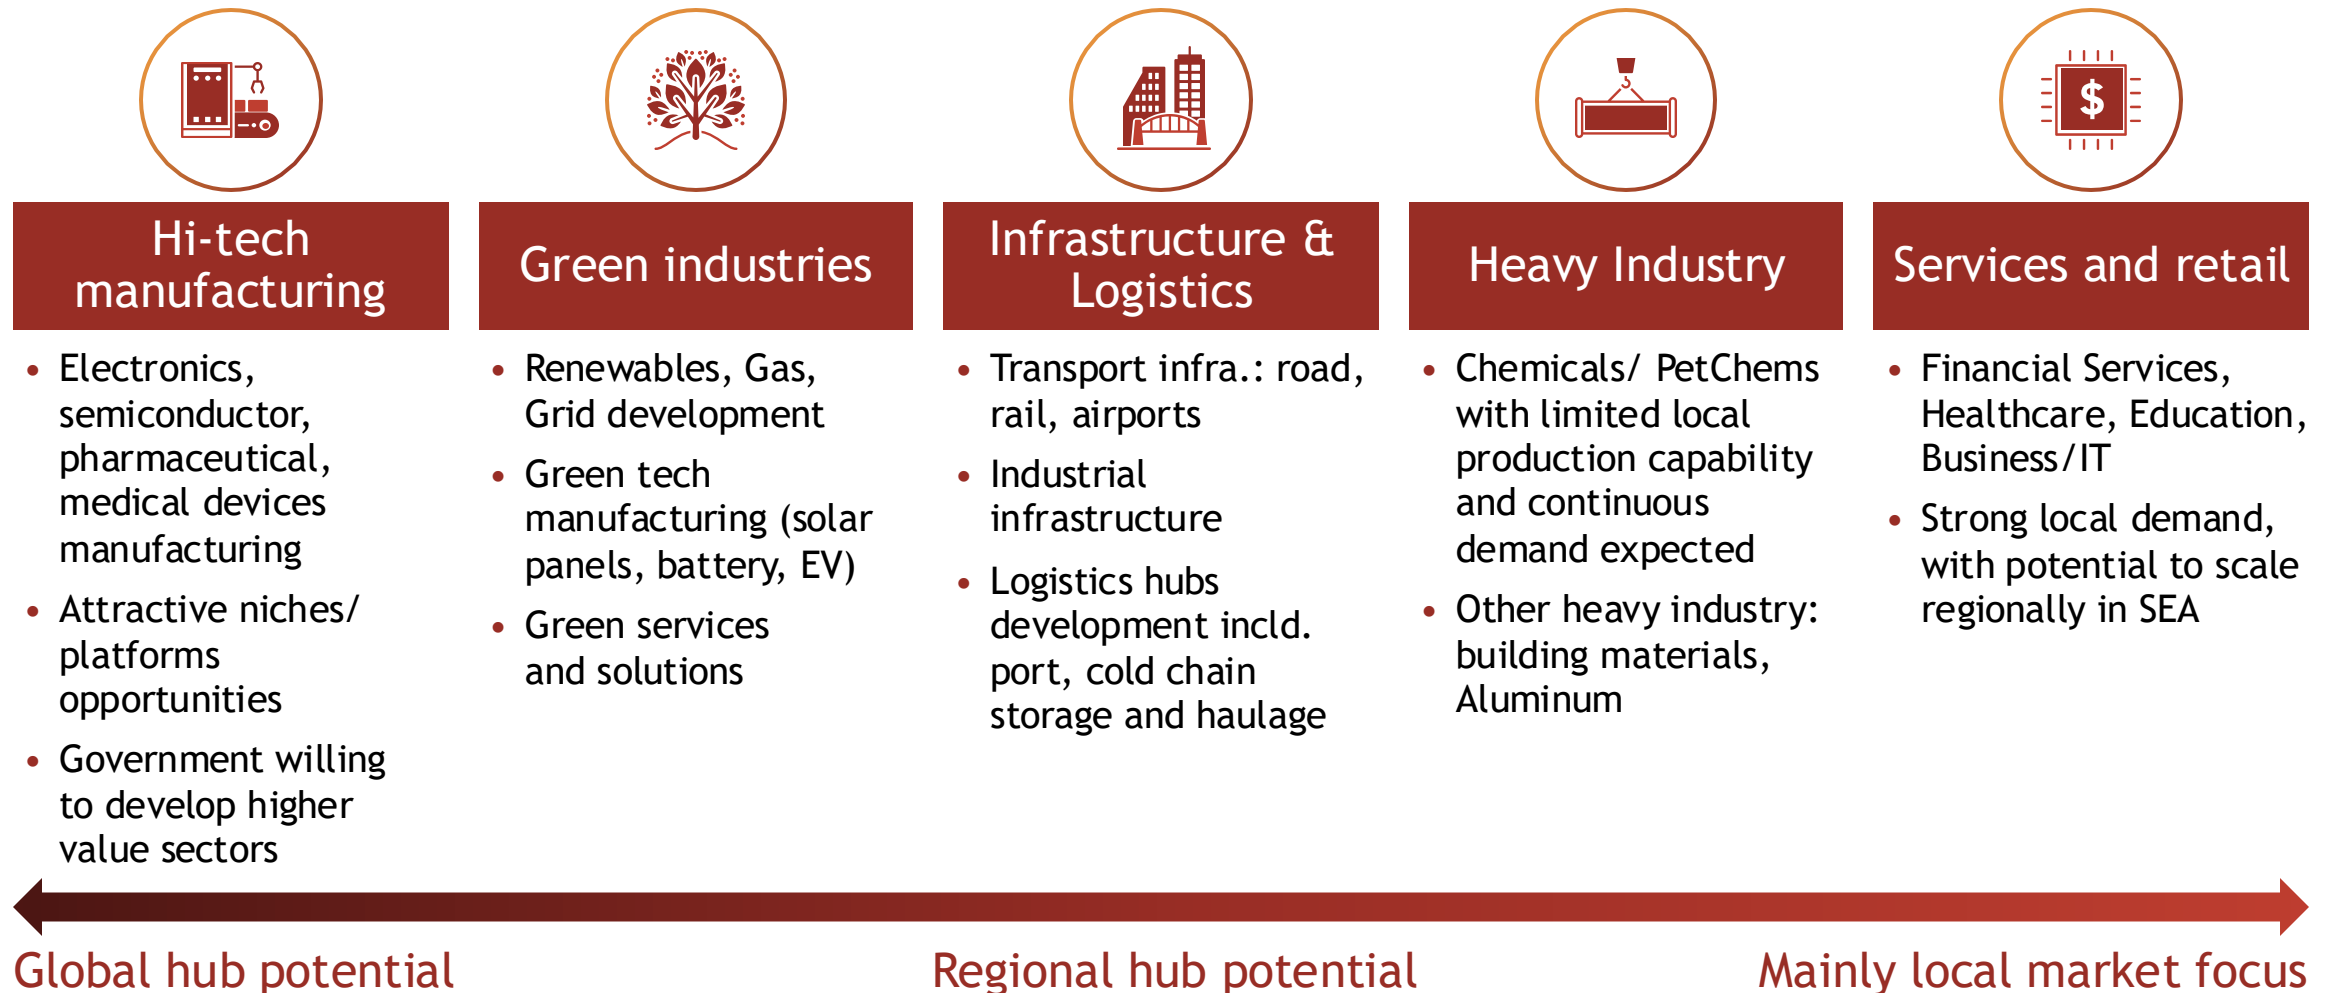 $
Hi-tech
manufacturing
• Electronics,
semiconductor,
pharmaceutical,
medical devices
manufacturing
• Attractive niches/
platforms
opportunities
• Government willing
to develop higher
value sectors
Green industries
• Renewables, Gas,
Grid development
• Green tech
manufacturing (solar
panels, battery, EV)
• Green services
and solutions
Infrastructure &
Logistics
• Transport infra.: road,
rail, airports
• Industrial
infrastructure
• Logistics hubs
development incld.
port, cold chain
storage and haulage
Heavy Industry
• Chemicals/ PetChems
with limited local
production capability
and continuous
demand expected
• Other heavy industry:
building materials,
Aluminum
Services and retail
• Financial Services,
Healthcare, Education,
Business/IT
• Strong local demand,
with potential to scale
regionally in SEA
Global hub potential
Regional hub potential
Mainly local market focus